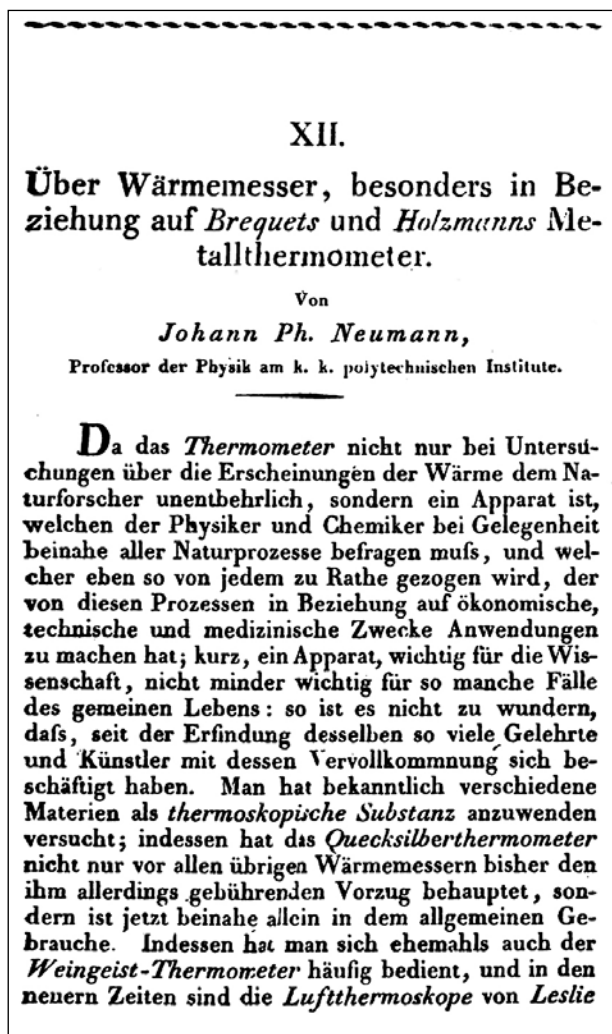 XII.
Über Wärmemesser, besonders in Be-
ziehung auf Brequets und Holzmanns Me-
tallthermometer.
Von
Johann Ph. Neumann,
Professor der Physik am k. k. polytechnischen Institute.
Da das Thermometer nicht nur bei Untersu-
chungen über die Erscheinungen der Wärme dem Na-
turforscher unentbehrlich, sondern ein Apparat ist,
welchen der Physiker und Chemiker bei Gelegenheit
beinahe aller Naturprozesse befragen muſs, und wel-
cher eben so von jedem zu Rathe gezogen wird, der
von diesen Prozessen in Beziehung auf ökonomische,
technische und medizinische Zwecke Anwendungen
zu machen hat; kurz, ein Apparat, wichtig für die Wis-
senschaft, nicht minder wichtig für so manche Fälle
des gemeinen Lebens: so ist es nicht zu wundern,
daſs, seit der Erfindung desselben so viele Gelehrte
und Künstler mit dessen Vervollkommnung sich be-
schäftigt haben. Man hat bekanntlich verschiedene
Materien als thermoskopische Substanz anzuwenden
versucht; indessen hat das Quecksilberthermometer
nicht nur vor allen übrigen Wärmemessern bisher den
ihm allerdings gebührenden Vorzug behauptet, son-
dern ist jetzt beinahe allein in dem allgemeinen Ge-
brauche. Indessen hat man sich ehemahls auch der
Weingeist-Thermometer häufig bedient, und in den
neuern Zeiten sind die Luftthermoskope von Leslie